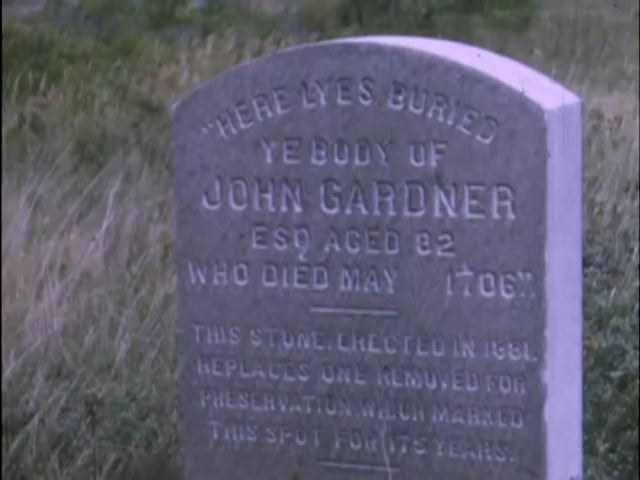 "HERE LYES BURIED
YE BODY OF
JOHN GARDNER
ESQ AGED 82
WHO DIED MAY 1706"
THIS STONE, ERECTED IN 1881,
REPLACES ONE REMOVED FOR
PRESERVATION WHICH MARKED
THIS SPOT FOR 175 YEARS.